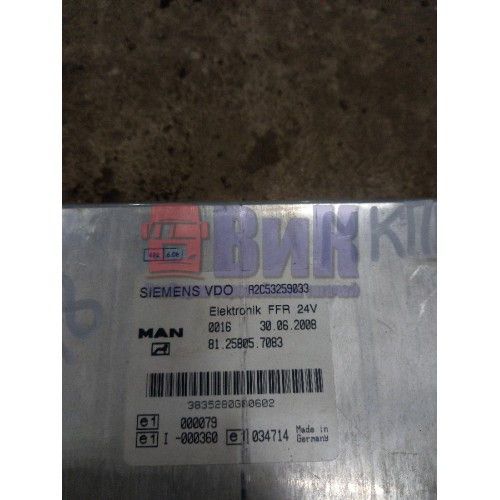 ВиК
SIEMENS VDO A2C53259033
Elektronik FFR 24V
MAN 0016 30.06.2008
81.25805.7083
e1 000079
e1 I -000360 e1 034714 Made in
Germany